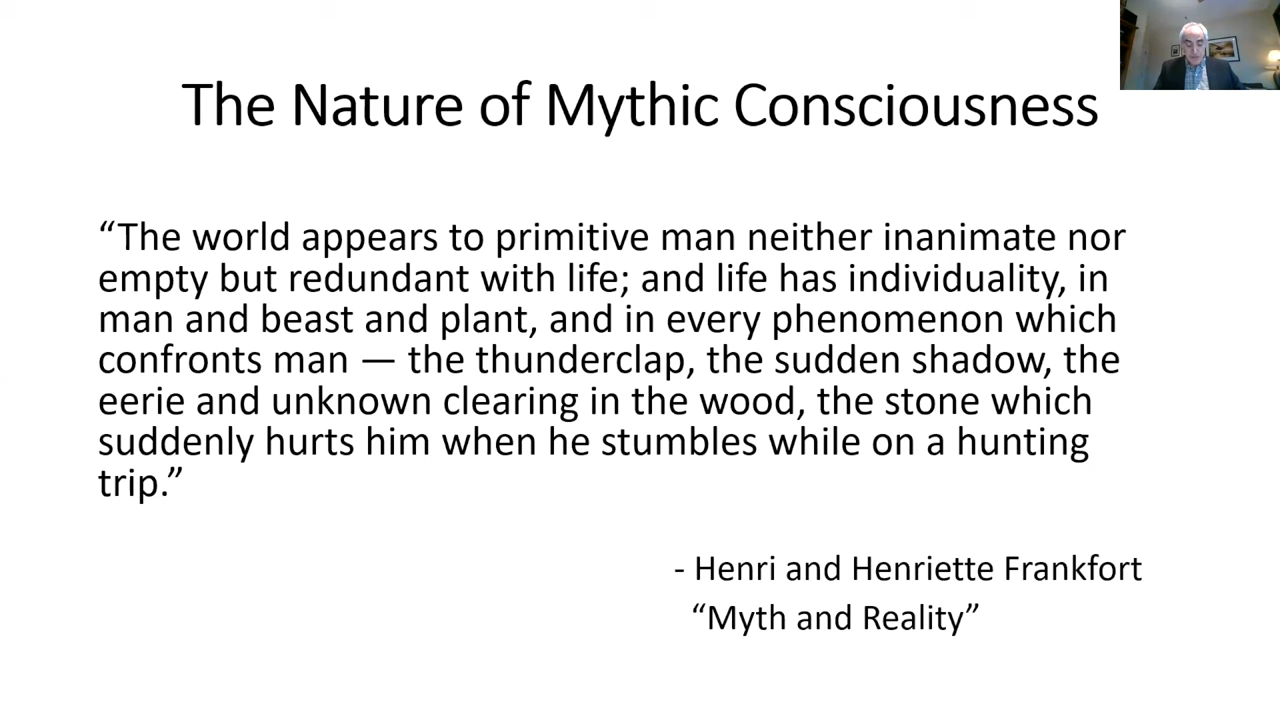 The Nature of Mythic Consciousness
“The world appears to primitive man neither inanimate nor
empty but redundant with life; and life has individuality, in
man and beast and plant, and in every phenomenon which
confronts man — the thunderclap, the sudden shadow, the
eerie and unknown clearing in the wood, the stone which
suddenly hurts him when he stumbles while on a hunting
trip.”
- Henri and Henriette Frankfort
“Myth and Reality”